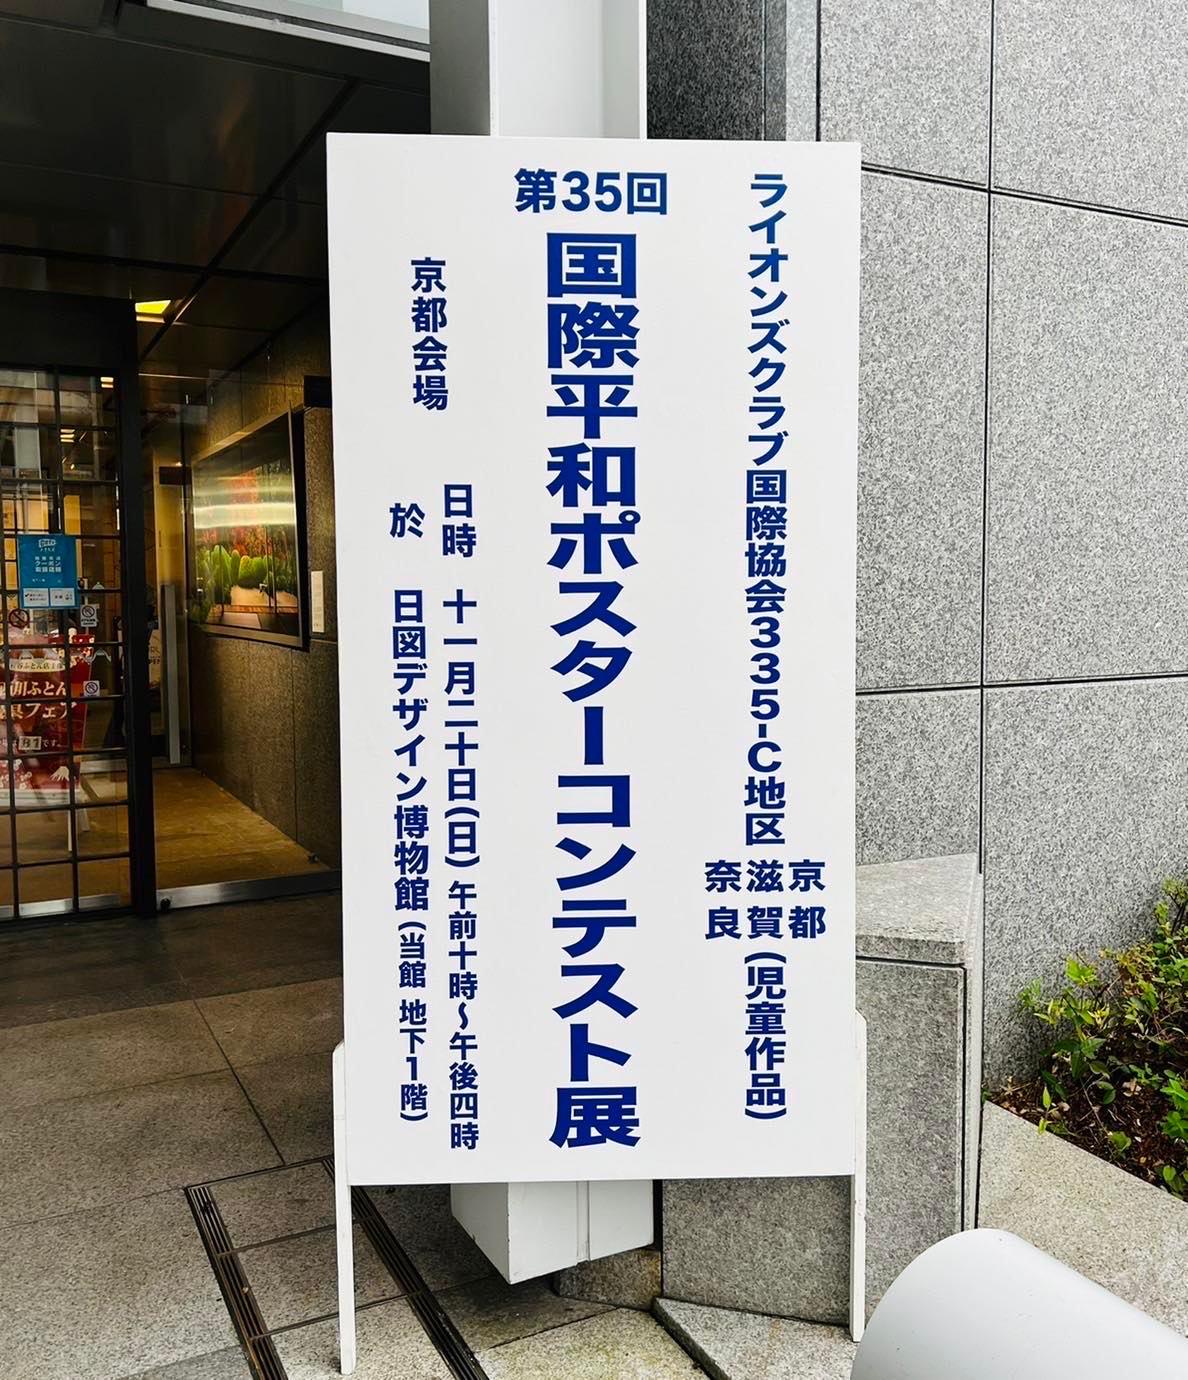 ライオンズクラブ国際協会335-C地区 京都 滋賀 奈良 (児童作品)
第35回
国際平和ポスターコンテスト展
京都会場
日時 十一月二十日(日) 午前十時〜午後四時
於 日図デザイン博物館 (当館 地下1階)
クーポン